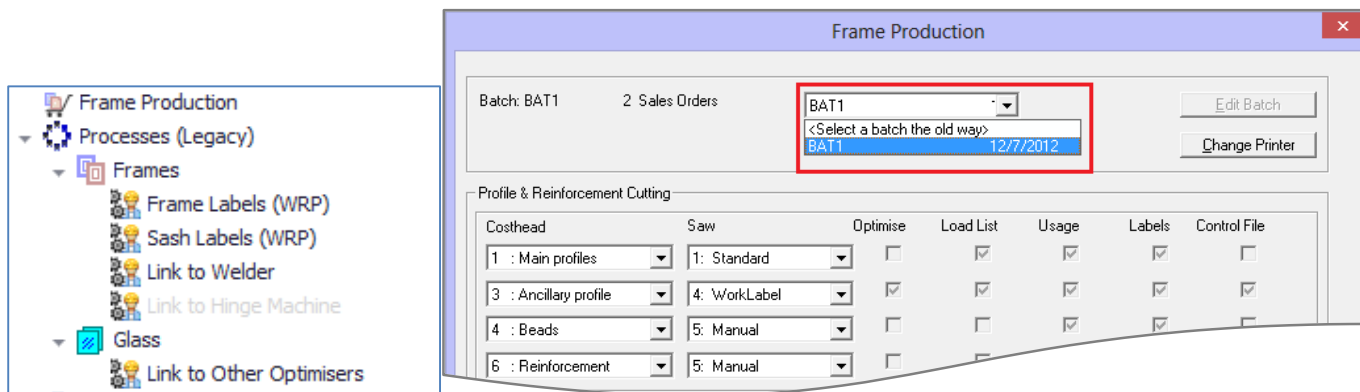 Frame Production
Processes (Legacy)
Frames
Frame Labels (WRP)
Sash Labels (WRP)
Link to Welder
Link to Hinge Machine
Glass
Link to Other Optimisers
Frame Production
Batch: BAT1 2 Sales Orders BAT1 Edit Batch
<Select a batch the old way>
BAT1 12/7/2012 Change Printer
Profile & Reinforcement Cutting
Costhead Saw Optimise Load List Usage Labels Control File
1 : Main profiles 1: Standard
3 : Ancillary profile 4: WorkLabel
4 : Beads 5: Manual
6 : Reinforcement 5: Manual